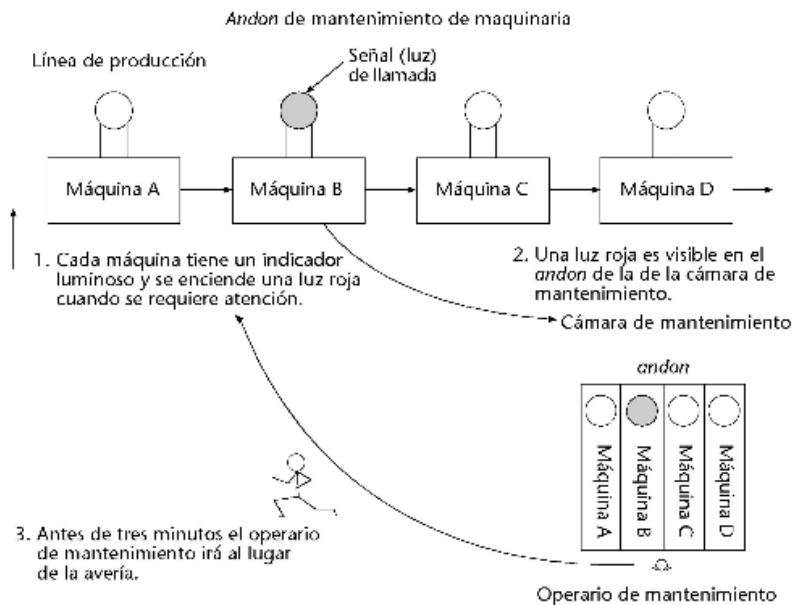 Andon de mantenimiento de maquinaria
Línea de producción
Señal (luz)
de llamada
Máquina A
Máquina B
Máquina C
Máquina D
1. Cada máquina tiene un indicador
luminoso y se enciende una luz roja
cuando se requiere atención.
2. Una luz roja es visible en el
andon de la de la cámara de
mantenimiento.
Cámara de mantenimiento
andon
Máquina A
Máquina B
Máquina C
Máquina D
3. Antes de tres minutos el operario
de mantenimiento irá al lugar
de la avería.
Operario de mantenimiento